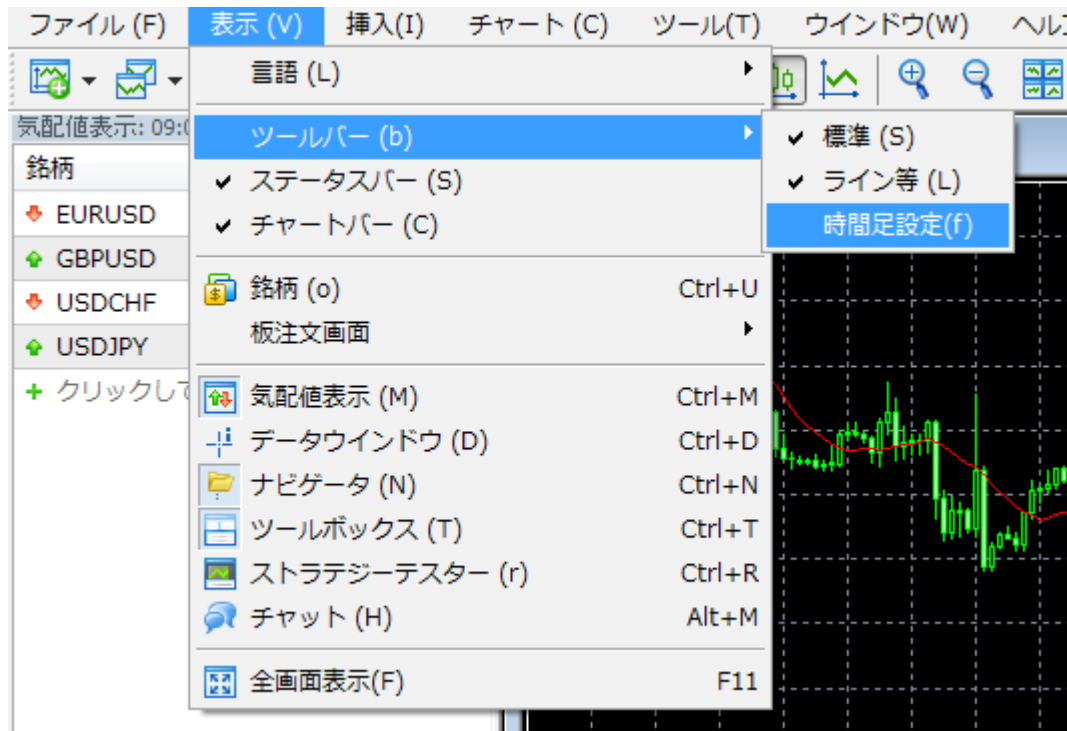 ファイル (F) 表示 (V) 挿入(I) チャート (C) ツール(T) ウインドウ(W)
言語 (L)
気配値表示:
銘柄
EURUSD
GBPUSD
USDCHF
USDJPY
クリックして
ツールバー (b)
ステータスバー (S)
チャートバー (C)
標準 (S)
ライン等 (L)
時間足設定(f)
銘柄 (o) Ctrl+U
板注文画面
気配値表示 (M) Ctrl+M
データウインドウ (D) Ctrl+D
ナビゲータ (N) Ctrl+N
ツールボックス (T) Ctrl+T
ストラテジーテスター (r) Ctrl+R
チャット (H) Alt+M
全画面表示(F) F11